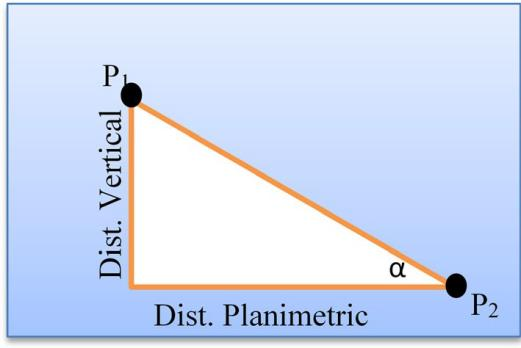 P₁
Dist. Vertical
α
Dist. Planimetric
P₂